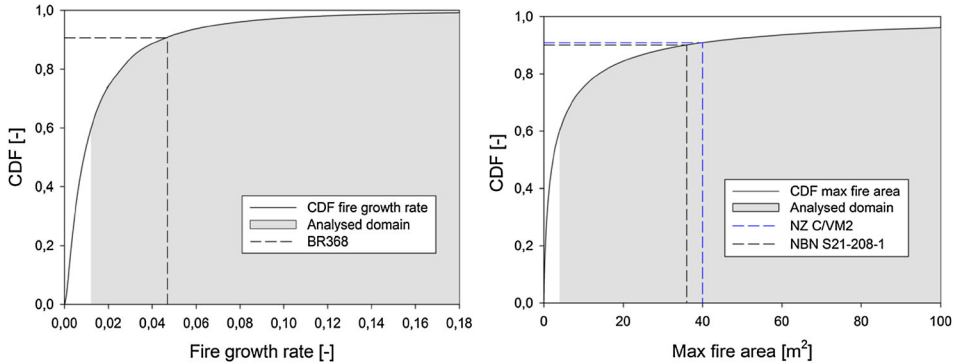 1,0
0,8
0,6
0,4
0,2
0,0
CDF [-]
CDF fire growth rate
Analysed domain
BR368
0,00 0,02 0,04 0,06 0,08 0,10 0,12 0,14 0,16 0,18
Fire growth rate [-]
1,0
0,8
0,6
0,4
0,2
0,0
CDF [-]
CDF max fire area
Analysed domain
NZ C/VM2
NBN S21-208-1
0 20 40 60 80 100
Max fire area [m²]